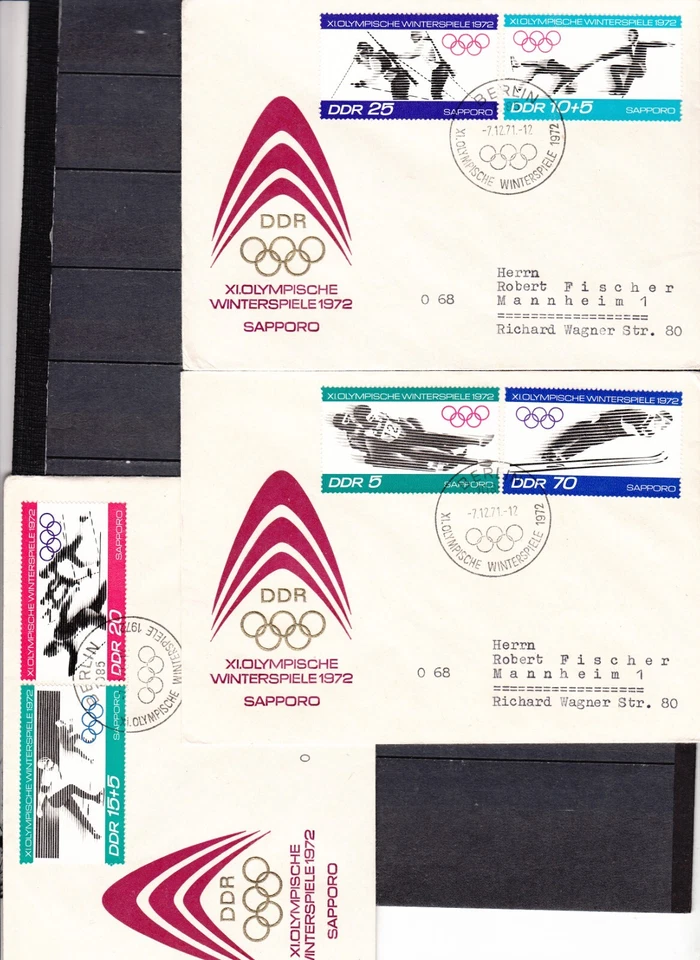 XI.OLYMPISCHE WINTERSPIELE 1972
DDR 25 SAPPORO
XI.OLYMPISCHE WINTERSPIELE 1972
DDR 10+5 SAPPORO
BERLIN
-7.12.71.-12
XI. OLYMPISCHE WINTERSPIELE 1972
DDR
XI.OLYMPISCHE
WINTERSPIELE 1972
SAPPORO
O 68
Herrn
Robert Fischer
Mannheim 1
=================
Richard Wagner Str. 80
XI.OLYMPISCHE WINTERSPIELE 1972
DDR 5 SAPPORO
XI.OLYMPISCHE WINTERSPIELE 1972
DDR 70 SAPPORO
BERLIN
-7.12.71.-12
XI. OLYMPISCHE WINTERSPIELE 1972
DDR
XI.OLYMPISCHE
WINTERSPIELE 1972
SAPPORO
O 68
Herrn
Robert Fischer
Mannheim 1
=================
Richard Wagner Str. 80
XI.OLYMPISCHE WINTERSPIELE 1972
DDR 20 SAPPORO
XI.OLYMPISCHE WINTERSPIELE 1972
DDR 15+5 SAPPORO
BERLIN
1085
XI. OLYMPISCHE WINTERSPIELE 1972
O
DDR
XI.OLYMPISCHE
WINTERSPIELE 1972
SAPPORO